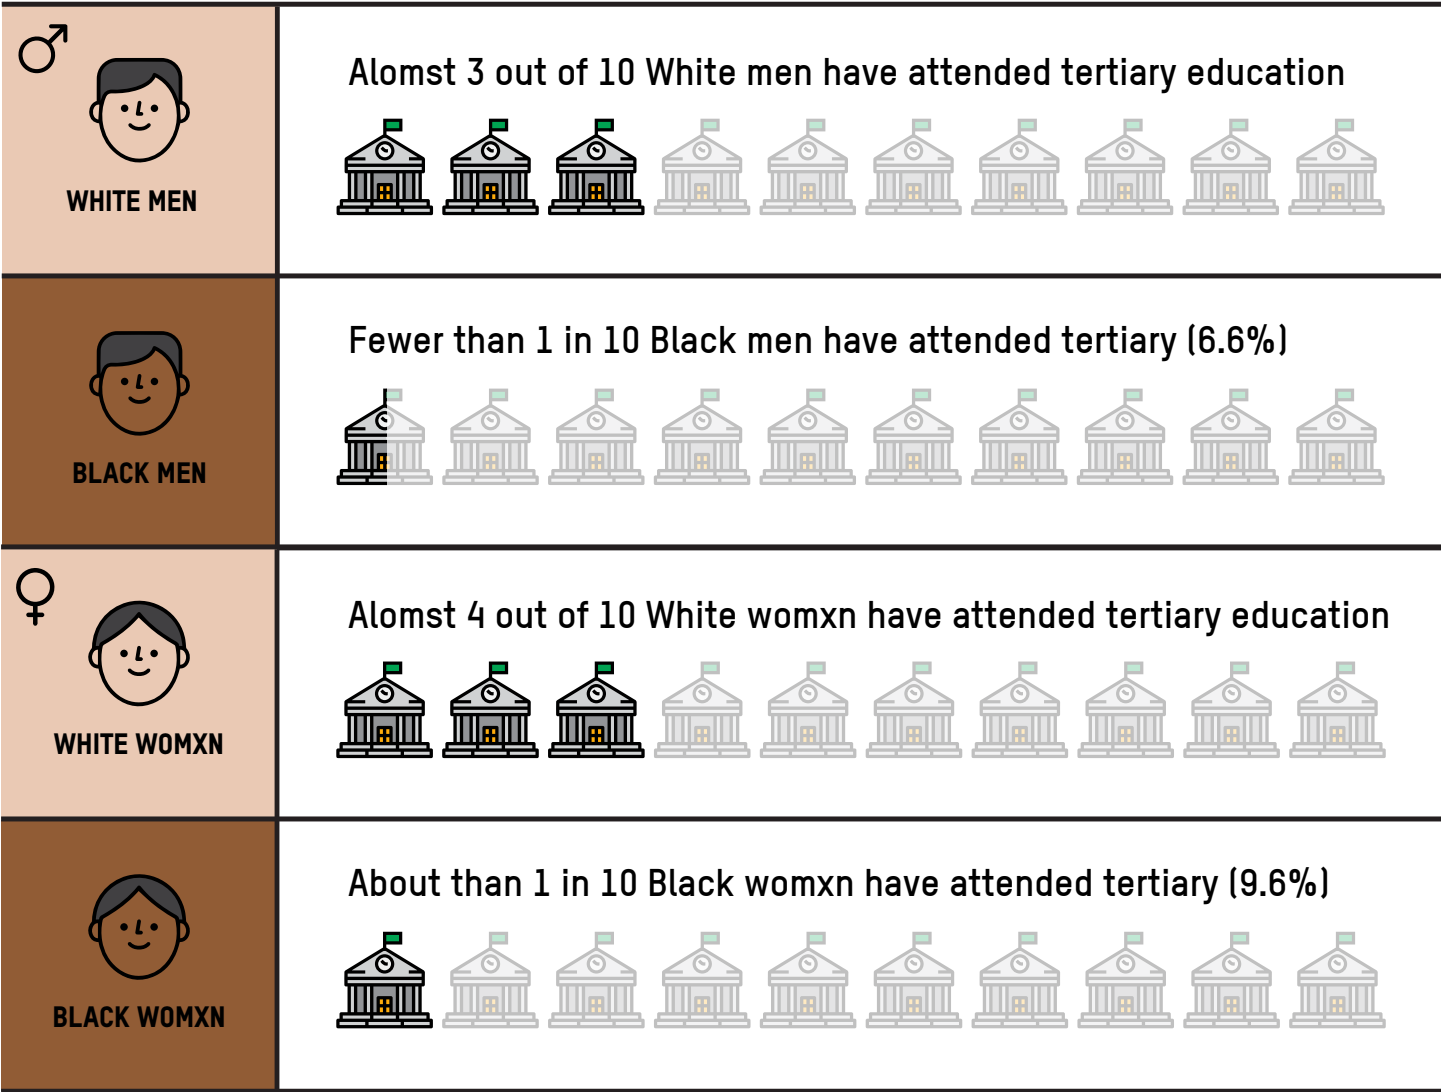 Alomst 3 out of 10 White men have attended tertiary education
WHITE MEN
Fewer than 1 in 10 Black men have attended tertiary (6.6%)
BLACK MEN
Alomst 4 out of 10 White womxn have attended tertiary education
WHITE WOMXN
About than 1 in 10 Black womxn have attended tertiary (9.6%)
BLACK WOMXN